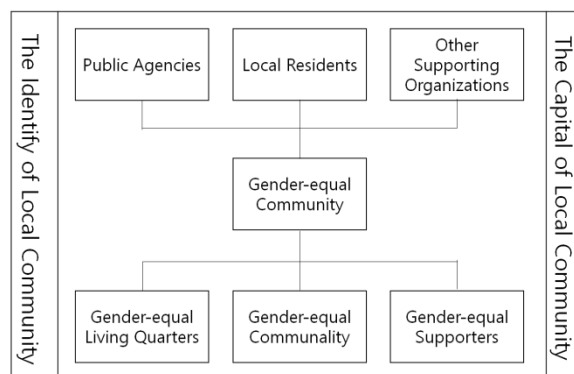 The Identify of Local Community
Public Agencies
Local Residents
Other
Supporting
Organizations
Gender-equal
Community
Gender-equal
Living Quarters
Gender-equal
Communality
Gender-equal
Supporters
The Capital of Local Community